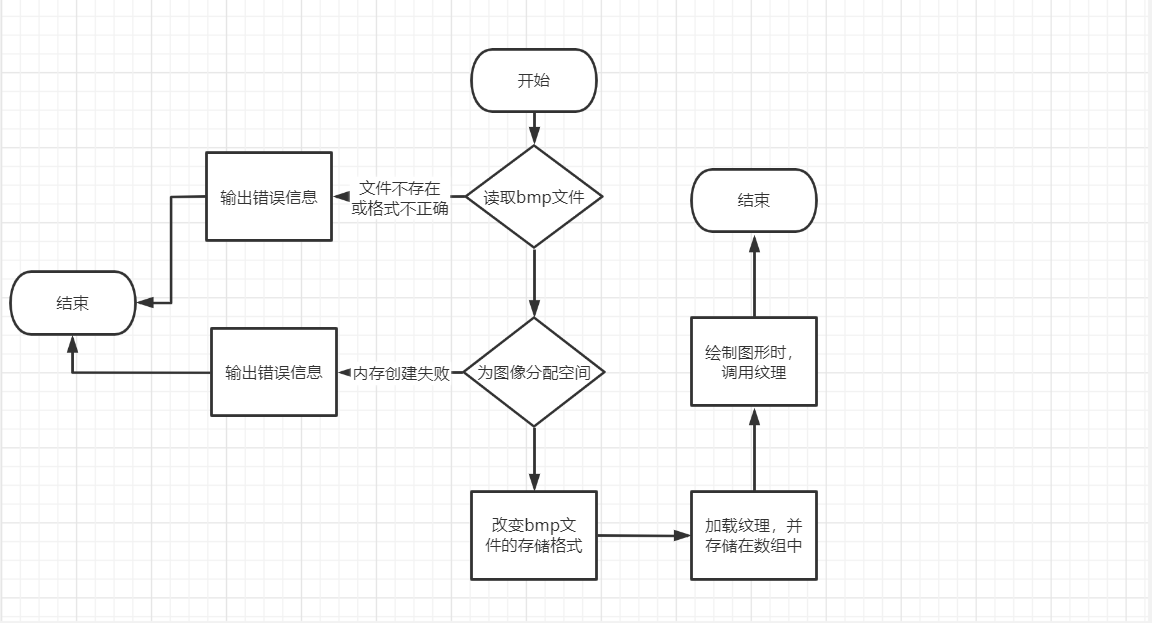 开始
读取bmp文件
文件不存在
或格式不正确
输出错误信息
结束
结束
为图像分配空间
内存创建失败
输出错误信息
绘制图形时，
调用纹理
改变bmp文
件的存储格式
加载纹理，并
存储在数组中